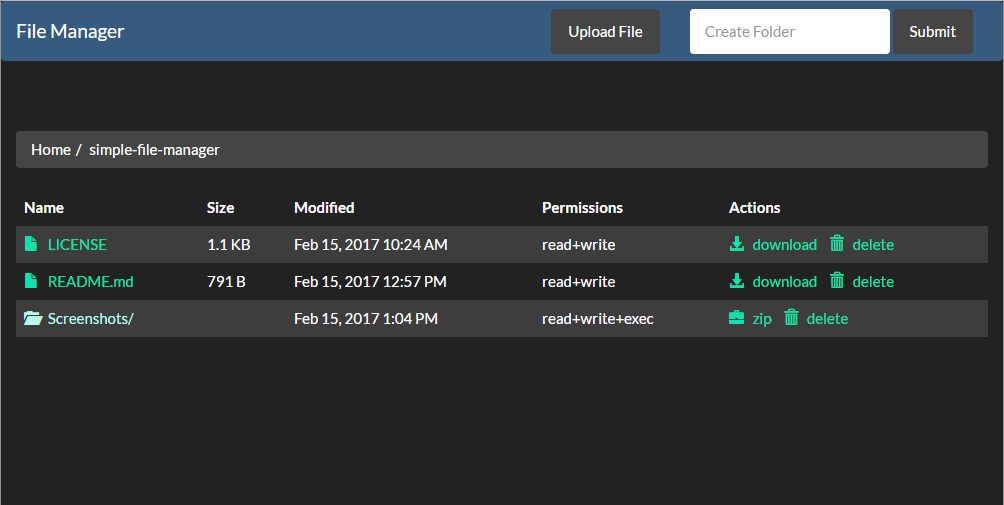 File Manager Upload File Create Folder Submit
Home / simple-file-manager
Name Size Modified Permissions Actions
LICENSE 1.1 KB Feb 15, 2017 10:24 AM read+write download delete
README.md 791 B Feb 15, 2017 12:57 PM read+write download delete
Screenshots/ Feb 15, 2017 1:04 PM read+write+exec zip delete